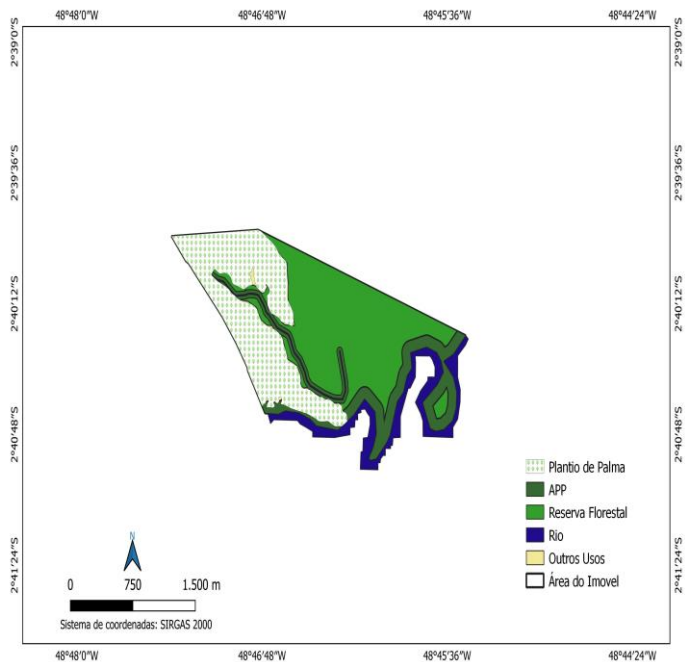 48°48'0"W 48°46'48"W 48°45'36"W 48°44'24"W
2°39'0"S 2°39'0"S
2°39'36"S 2°39'36"S
2°40'12"S 2°40'12"S
2°40'48"S 2°40'48"S
Plantio de Palma
APP
Reserva Florestal
Rio
Outros Usos
Área do Imovel
2°41'24"S 2°41'24"S
N
0 750 1.500 m
Sistema de coordenadas: SIRGAS 2000
48°48'0"W 48°46'48"W 48°45'36"W 48°44'24"W